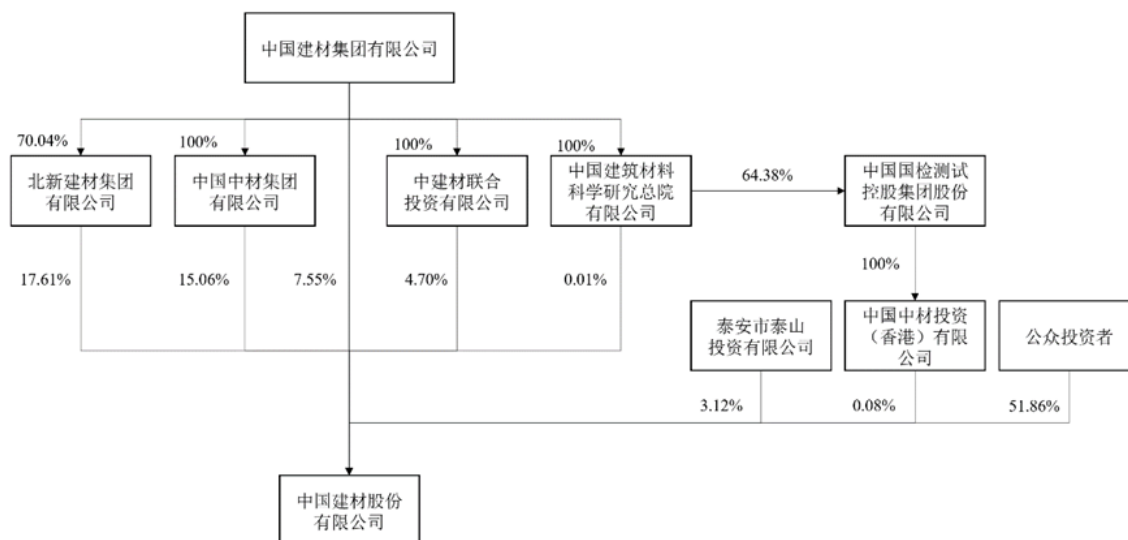 中国建材集团有限公司
70.04%
100%
100%
100%
北新建材集团
有限公司
中国中材集团
有限公司
中建材联合
投资有限公司
中国建筑材料
科学研究总院
有限公司
64.38%
中国国检测试
控股集团股份
有限公司
17.61%
15.06%
7.55%
4.70%
0.01%
100%
泰安市泰山
投资有限公司
中国中材投资
（香港）有限
公司
公众投资者
3.12%
0.08%
51.86%
中国建材股份
有限公司